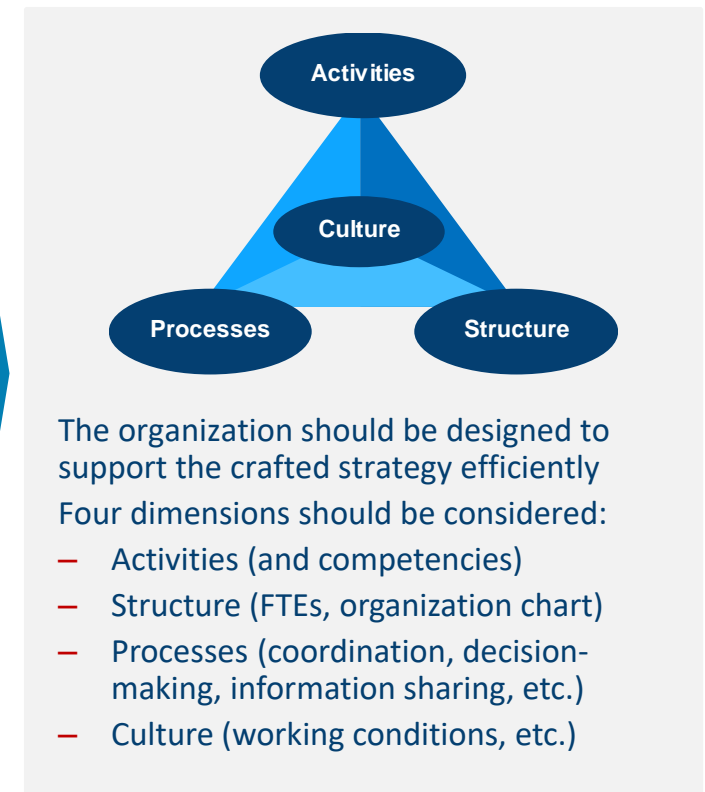 Activities
Culture
Processes
Structure
The organization should be designed to
support the crafted strategy efficiently
Four dimensions should be considered:
– Activities (and competencies)
– Structure (FTEs, organization chart)
– Processes (coordination, decision-
making, information sharing, etc.)
– Culture (working conditions, etc.)